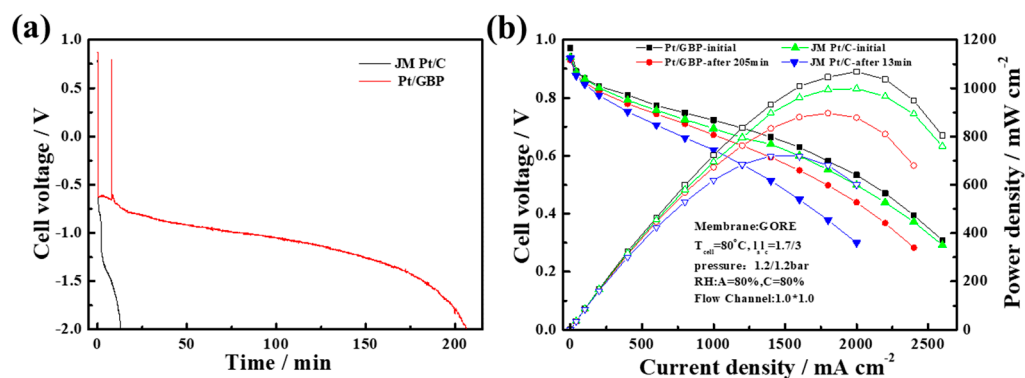 (a)
1.0
0.5
0.0
-0.5
-1.0
-1.5
-2.0
Cell voltage / V
JM Pt/C
Pt/GBP
0
50
100
150
200
Time / min
(b)
1.0
0.8
0.6
0.4
0.2
0.0
Cell voltage / V
Pt/GBP-initial
JM Pt/C-initial
Pt/GBP-after 205min
JM Pt/C-after 13min
Membrane:GORE
Tcell=80°C, l al c=1.7/3
pressure: 1.2/1.2bar
RH:A=80%,C=80%
Flow Channel:1.0*1.0
0
500
1000
1500
2000
2500
Current density / mA cm-2
1200
1000
800
600
400
200
0
Power density / mW cm-2